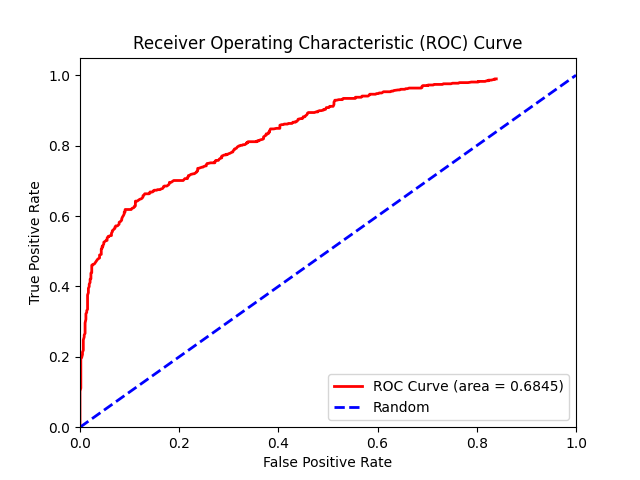 Receiver Operating Characteristic (ROC) Curve
1.0
0.8
0.6
0.4
0.2
0.0
True Positive Rate
0.0 0.2 0.4 0.6 0.8 1.0
False Positive Rate
ROC Curve (area = 0.6845)
Random